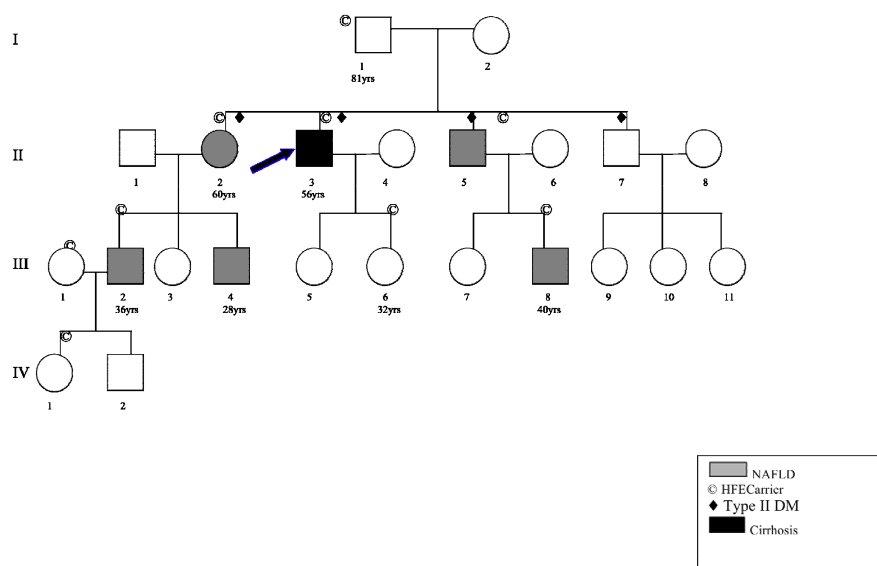 ©
I
1
2
81yrs
© ♦ © ♦ ♦ © ♦
II
1
2
3
4
5
6
7
8
60yrs
56yrs
© © ©
©
III
1
2
3
4
5
6
7
8
9
10
11
36yrs
28yrs
32yrs
40yrs
©
IV
1
2
NAFLD
© HFECarrier
♦ Type II DM
Cirrhosis